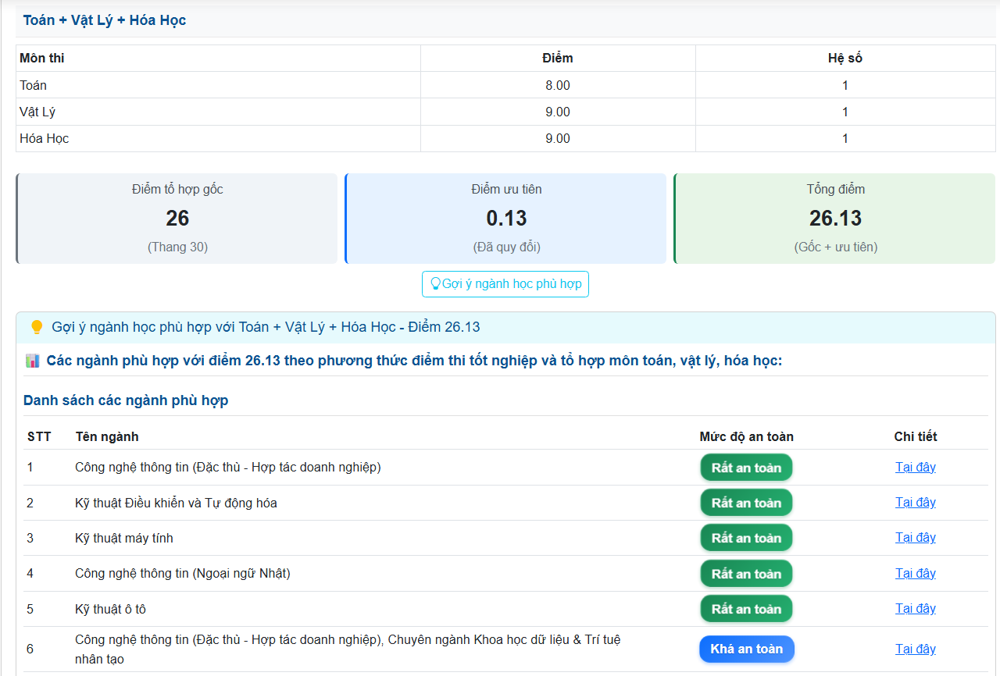 Toán + Vật Lý + Hóa Học
Môn thi Điểm Hệ số
Toán 8.00 1
Vật Lý 9.00 1
Hóa Học 9.00 1
Điểm tổ hợp gốc Điểm ưu tiên Tổng điểm
26 0.13 26.13
(Thang 30) (Đã quy đổi) (Gốc + ưu tiên)
Gợi ý ngành học phù hợp
Gợi ý ngành học phù hợp với Toán + Vật Lý + Hóa Học - Điểm 26.13
Các ngành phù hợp với điểm 26.13 theo phương thức điểm thi tốt nghiệp và tổ hợp môn toán, vật lý, hóa học:
Danh sách các ngành phù hợp
STT Tên ngành Mức độ an toàn Chi tiết
1 Công nghệ thông tin (Đặc thù - Hợp tác doanh nghiệp) Rất an toàn Tại đây
2 Kỹ thuật Điều khiển và Tự động hóa Rất an toàn Tại đây
3 Kỹ thuật máy tính Rất an toàn Tại đây
4 Công nghệ thông tin (Ngoại ngữ Nhật) Rất an toàn Tại đây
5 Kỹ thuật ô tô Rất an toàn Tại đây
6 Công nghệ thông tin (Đặc thù - Hợp tác doanh nghiệp), Chuyên ngành Khoa học dữ liệu & Trí tuệ
nhân tạo Khá an toàn Tại đây